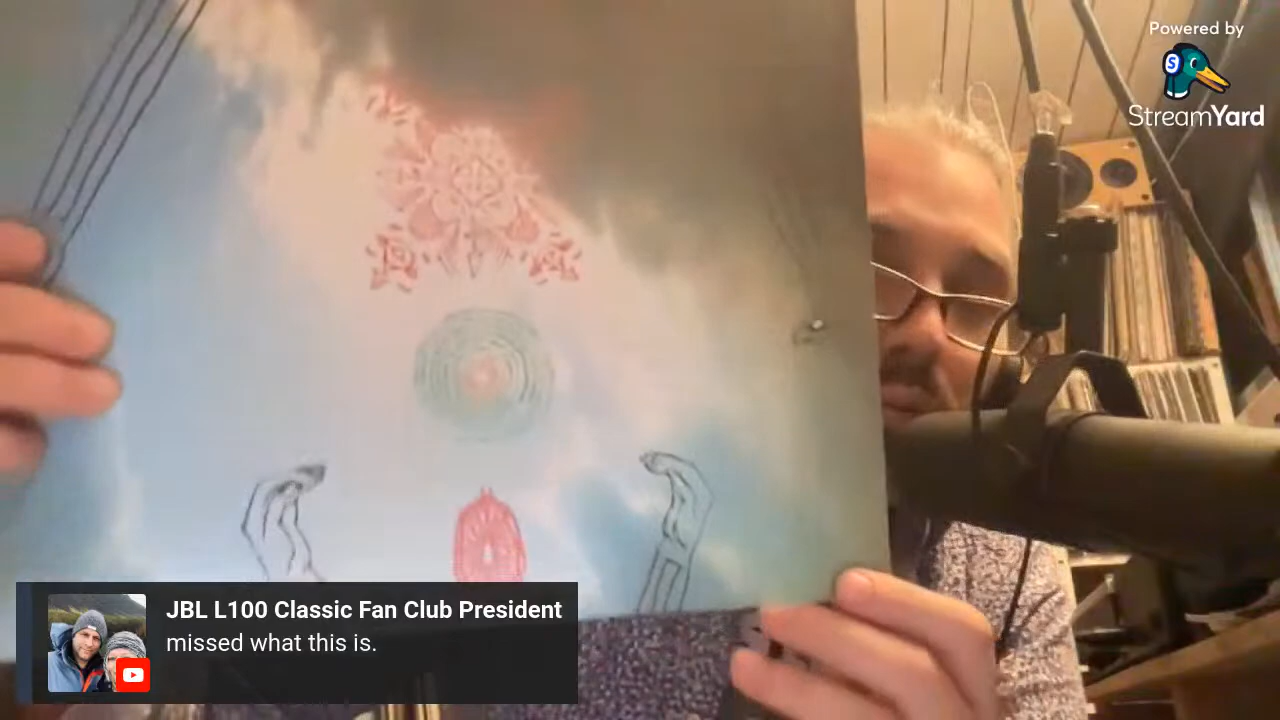 Powered by
S
StreamYard
JBL L100 Classic Fan Club President
missed what this is.